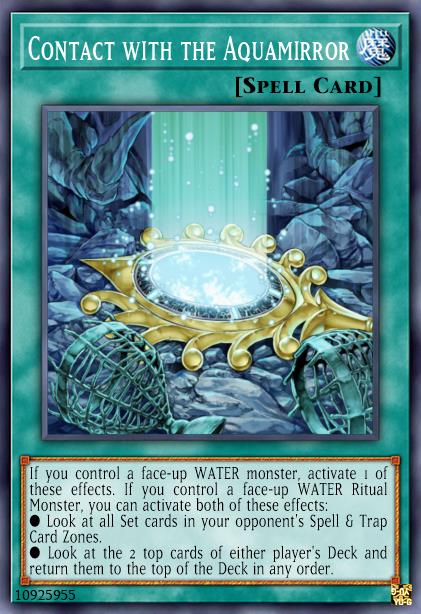 Contact with the Aquamirror
魔
[Spell Card]
If you control a face-up WATER monster, activate 1 of
these effects. If you control a face-up WATER Ritual
Monster, you can activate both of these effects:
● Look at all Set cards in your opponent's Spell & Trap
Card Zones.
● Look at the 2 top cards of either player's Deck and
return them to the top of the Deck in any order.
10925955